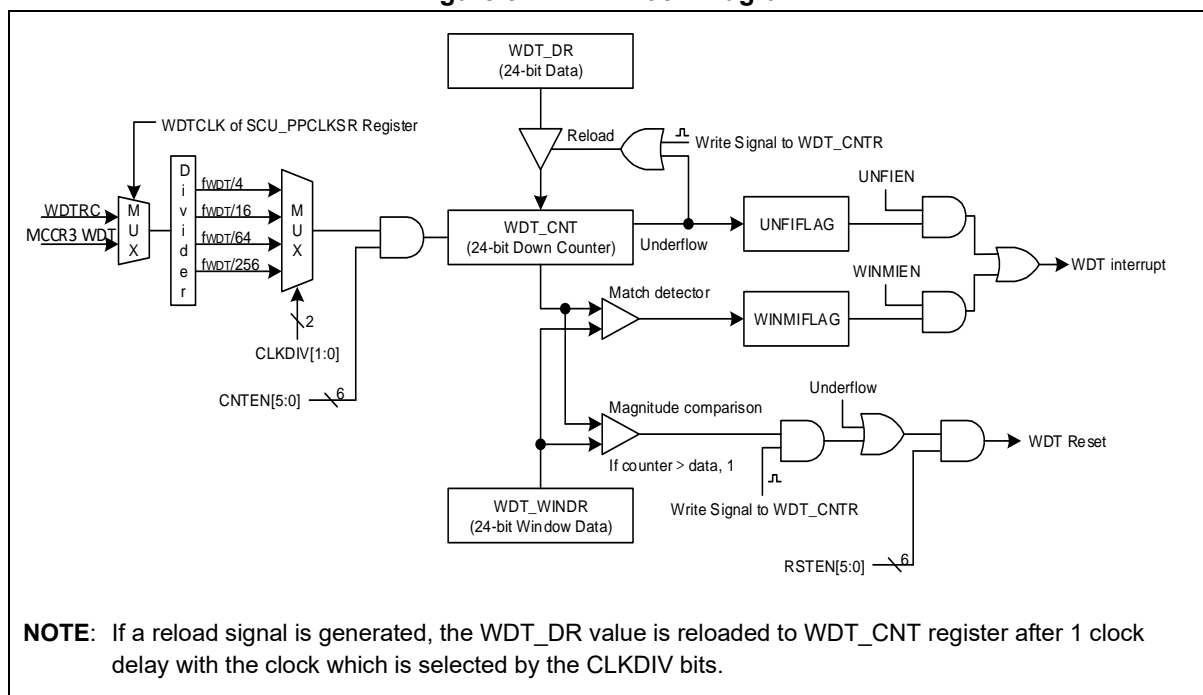 WDT_DR
(24-bit Data)
WDTCLK of SCU_PPCLKSR Register
Reload
Write Signal to WDT_CNTR
Divider
fWDT/4
fWDT/16
fWDT/64
fWDT/256
WDTRC
MCCR3 WDT
MUX
MUX
WDT_CNT
(24-bit Down Counter)
Underflow
UNFIEN
UNFIFLAG
WDT interrupt
Match detector
WINMIEN
WINMIFLAG
2
CLKDIV[1:0]
CNTEN[5:0]
6
Magnitude comparison
If counter > data, 1
Underflow
WDT Reset
WDT_WINDR
(24-bit Window Data)
Write Signal to WDT_CNTR
RSTEN[5:0]
6
NOTE: If a reload signal is generated, the WDT_DR value is reloaded to WDT_CNT register after 1 clock
delay with the clock which is selected by the CLKDIV bits.